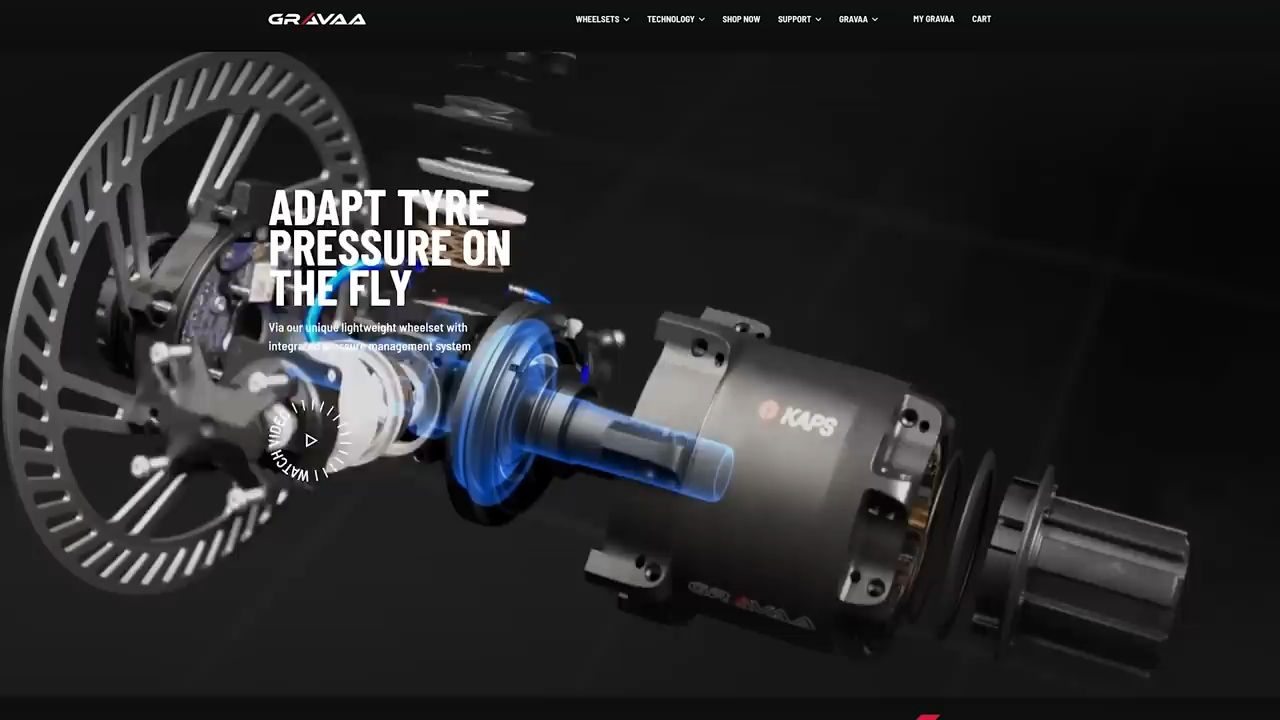 GRAVAA
WHEELSETS
TECHNOLOGY
SHOP NOW
SUPPORT
GRAVAA
MY GRAVAA
CART
ADAPT TYRE
PRESSURE ON
THE FLY
Via our unique lightweight wheelset with
integrated pressure management system
I WATCH VIDEO
KAPS
GRAVAA